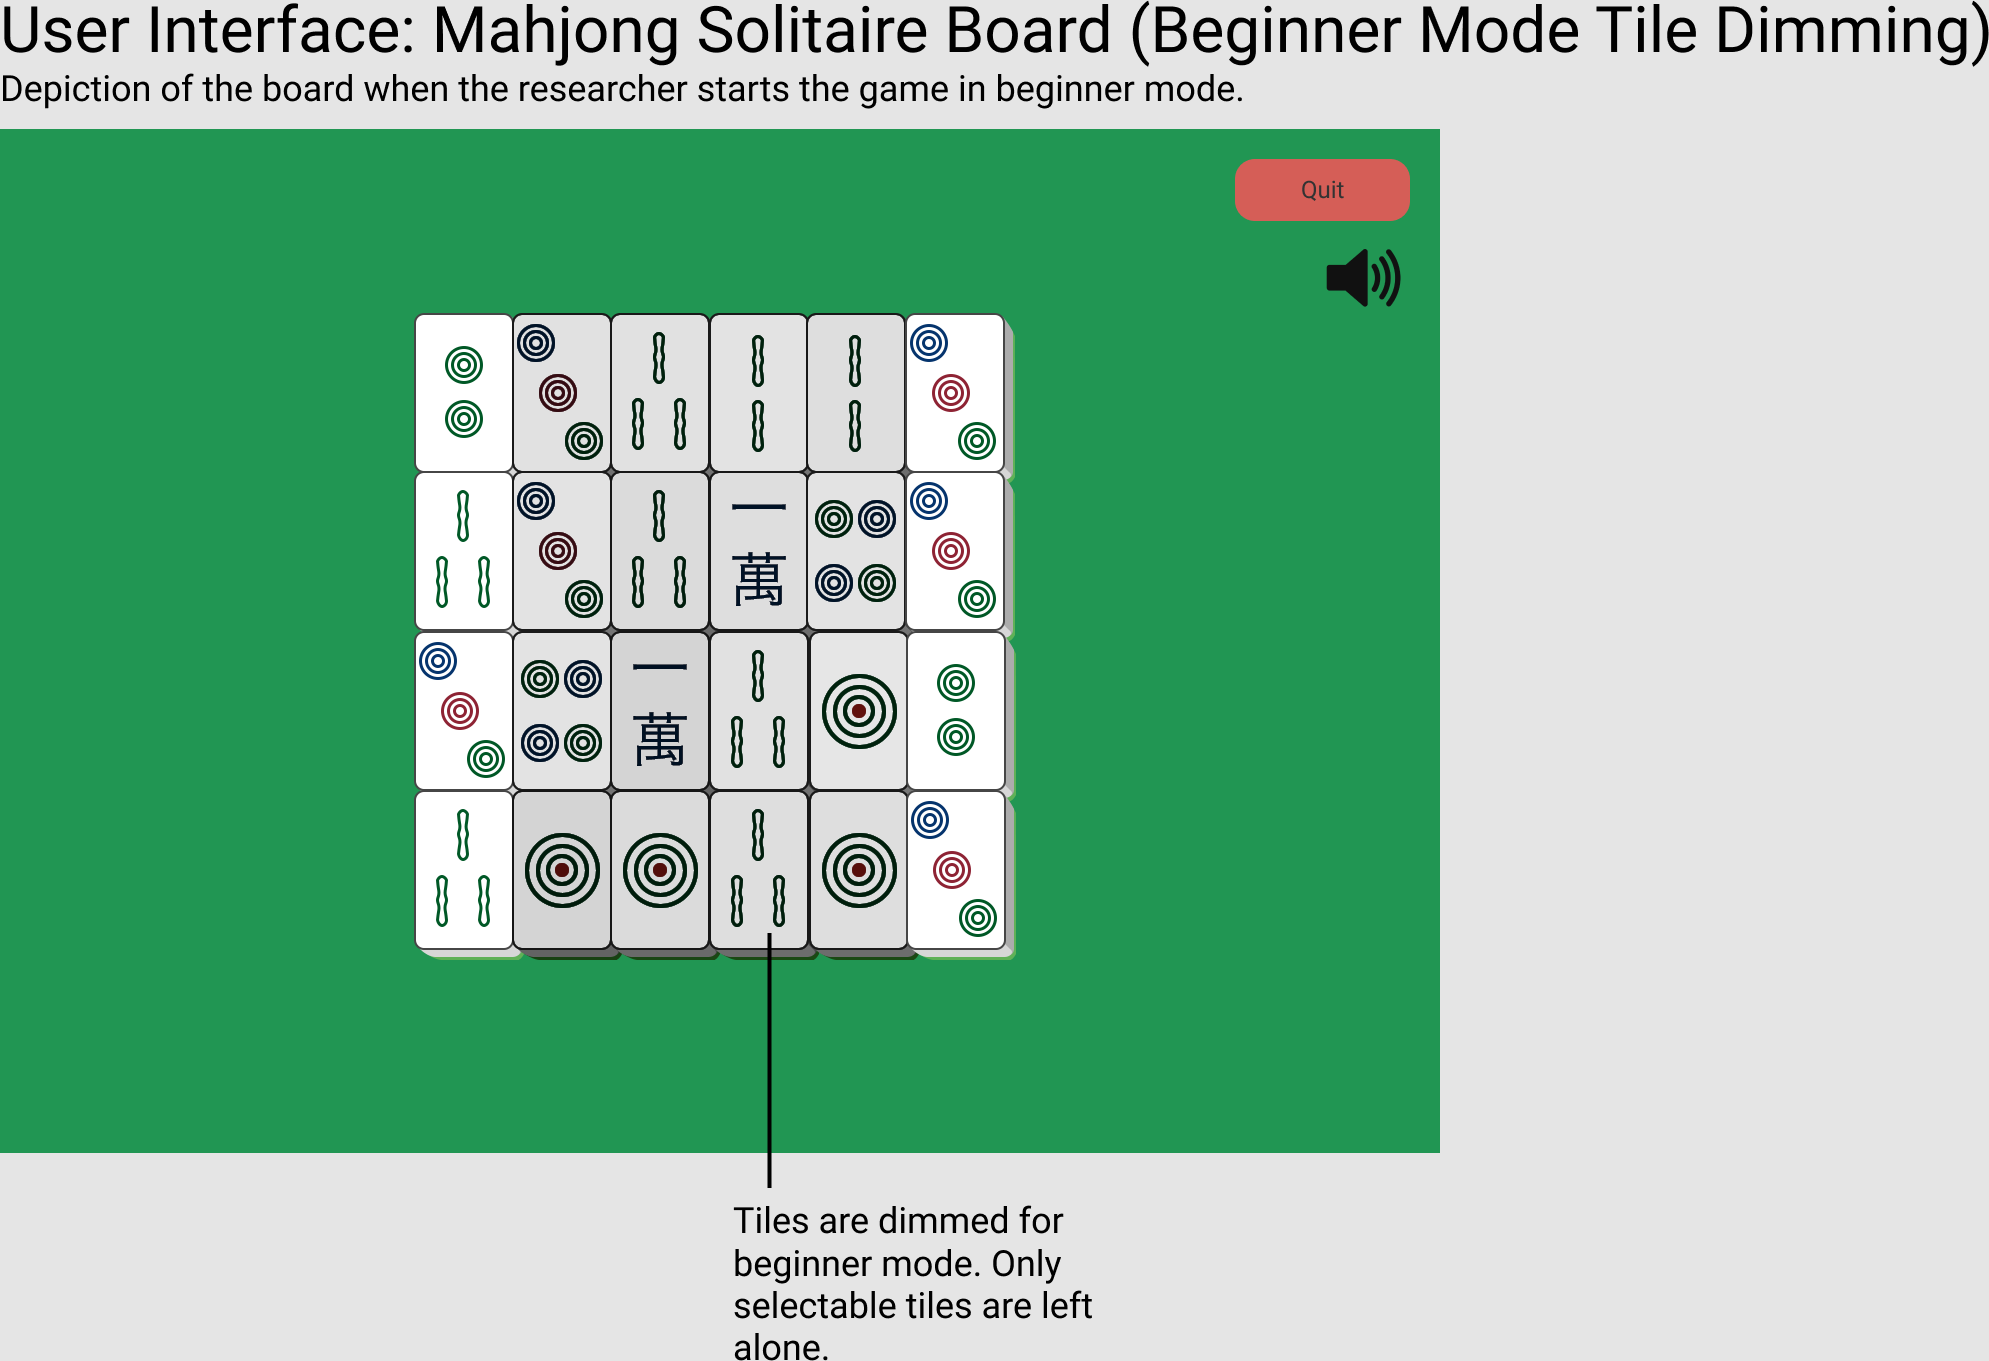 User Interface: Mahjong Solitaire Board (Beginner Mode Tile Dimming)
Depiction of the board when the researcher starts the game in beginner mode.
Quit
一
萬
一
萬
Tiles are dimmed for
beginner mode. Only
selectable tiles are left
alone.